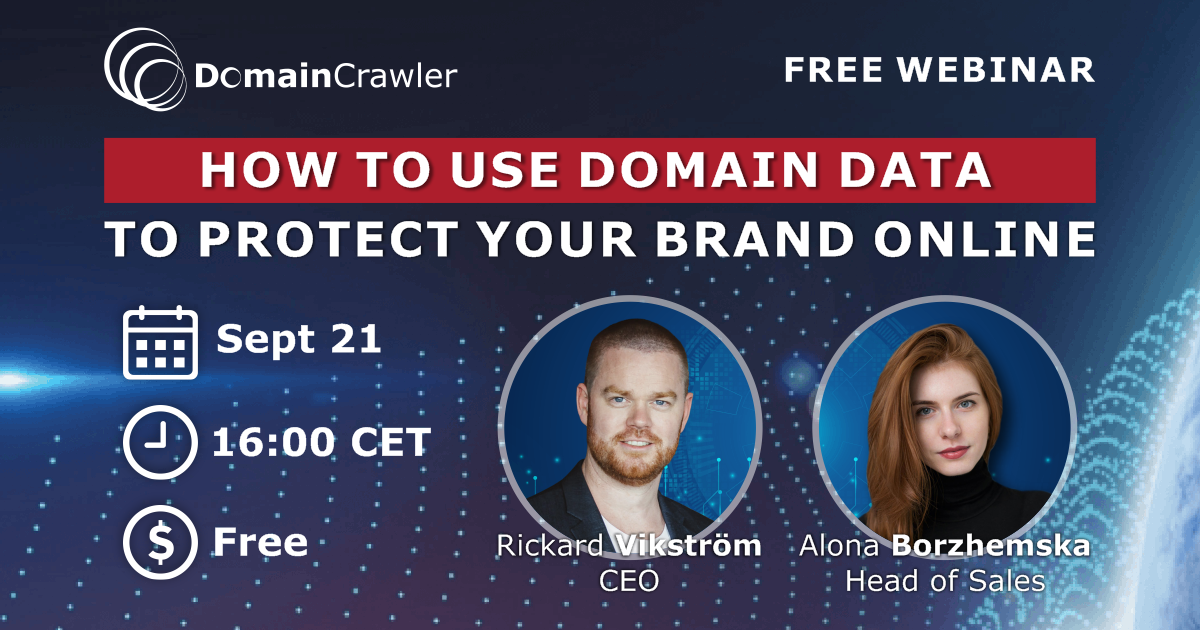 DomainCrawler
FREE WEBINAR
HOW TO USE DOMAIN DATA
TO PROTECT YOUR BRAND ONLINE
Sept 21
16:00 CET
$ Free
Rickard Vikström
CEO
Alona Borzhemska
Head of Sales